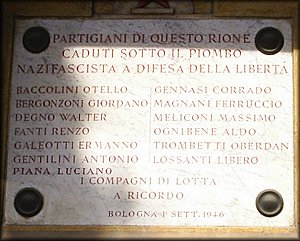 PARTIGIANI DI QUESTO RIONE
CADUTI SOTTO IL PIOMBO
NAZIFASCISTA A DIFESA DELLA LIBERTÀ
BACCOLINI OTELLO
BERGONZONI GIORDANO
DEGNO WALTER
FANTI RENZO
GALEOTTI ERMANNO
GENTILINI ANTONIO
PIANA, LUCIANO
GENNASI CORRADO
MAGNANI FERRUCCIO
MELICONI MASSIMO
OGNIBENE ALDO
TROMBETTI OBERDAN
LOSSANTI LIBERO
I COMPAGNI DI LOTTA
A RICORDO
BOLOGNA 1° SETT. 1946